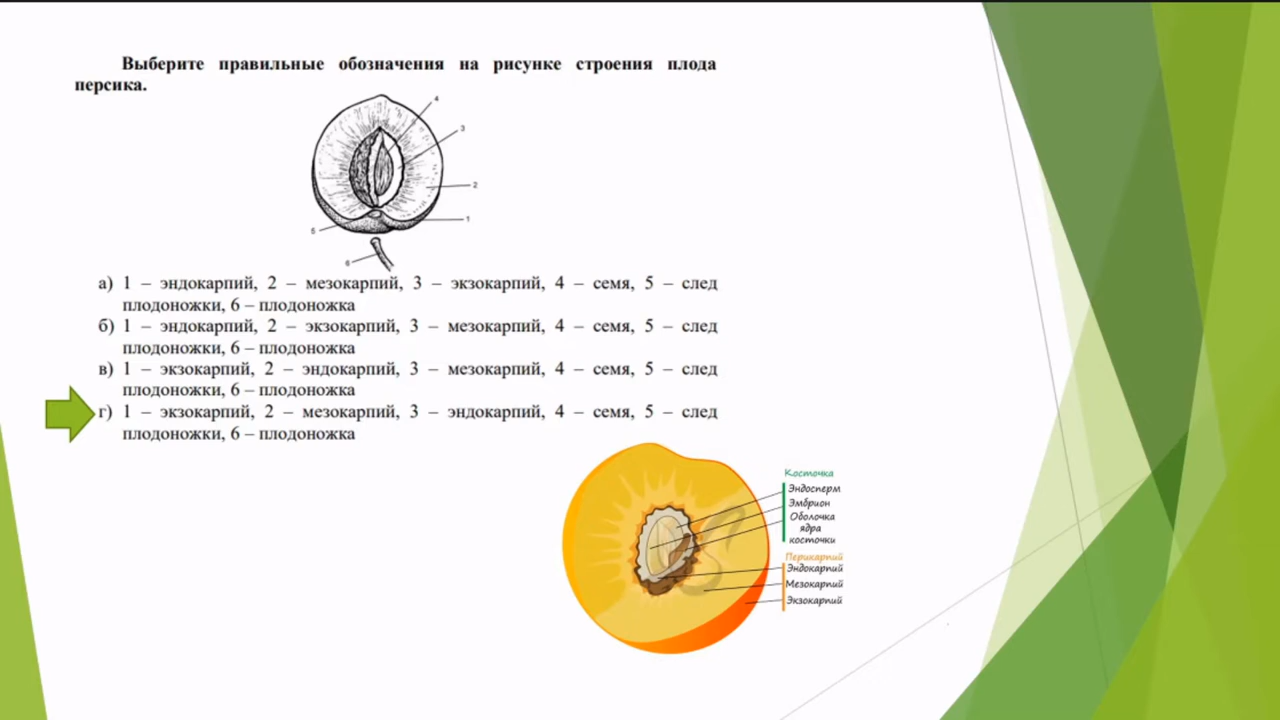 Выберите правильные обозначения на рисунке строения плода
персика.
4
3
2
1
5
6
а) 1 – эндокарпий, 2 – мезокарпий, 3 – экзокарпий, 4 – семя, 5 – след
плодоножки, 6 – плодоножка
б) 1 – эндокарпий, 2 – экзокарпий, 3 – мезокарпий, 4 – семя, 5 – след
плодоножки, 6 – плодоножка
в) 1 – экзокарпий, 2 – эндокарпий, 3 – мезокарпий, 4 – семя, 5 – след
плодоножки, 6 – плодоножка
г) 1 – экзокарпий, 2 – мезокарпий, 3 – эндокарпий, 4 – семя, 5 – след
плодоножки, 6 – плодоножка
Косточка
Эндосперм
Эмбрион
Оболочка
ядра
косточки
Перикарпий
Эндокарпий
Мезокарпий
Экзокарпий